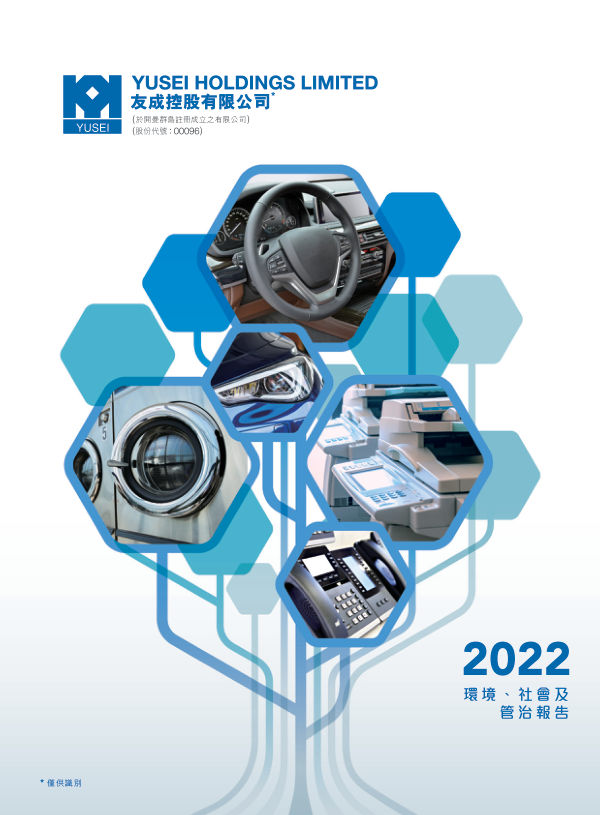 YUSEI HOLDINGS LIMITED
友成控股有限公司*
(於開曼群島註冊成立之有限公司)
(股份代號：00096)
YUSEI
5
2022
環境、社會及
管治報告
* 僅供識別